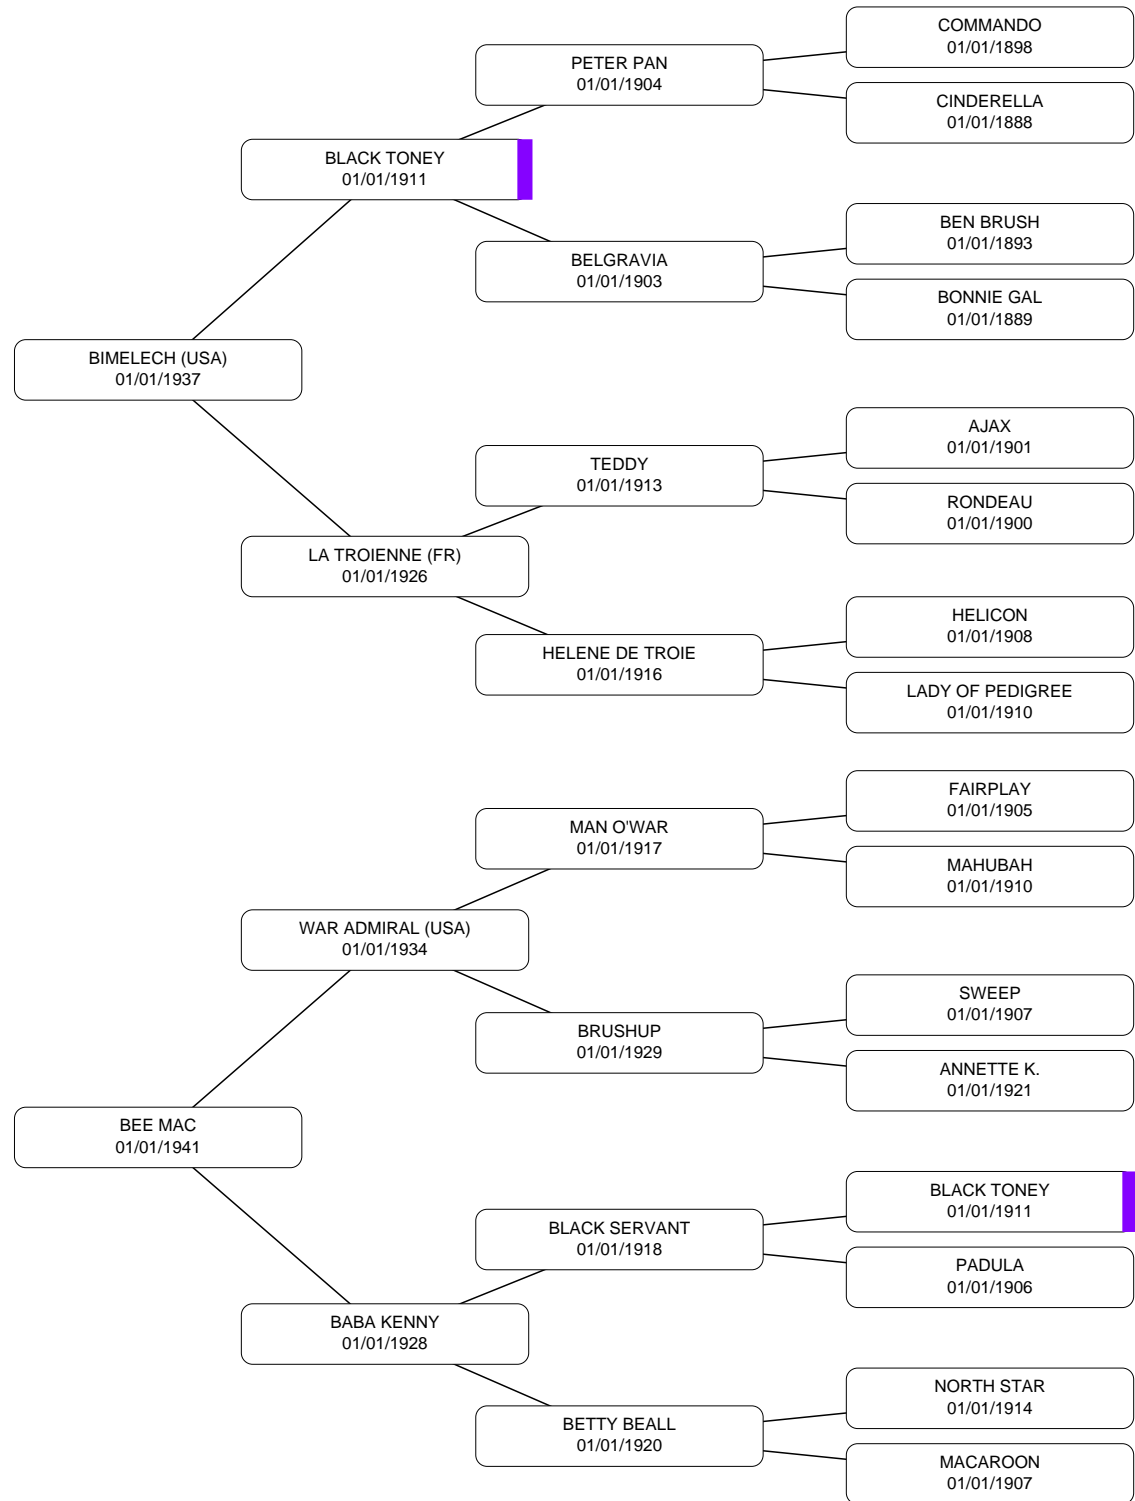 COMMANDO
01/01/1898
PETER PAN
01/01/1904
CINDERELLA
01/01/1888
BLACK TONEY
01/01/1911
BEN BRUSH
01/01/1893
BELGRAVIA
01/01/1903
BONNIE GAL
01/01/1889
BIMELECH (USA)
01/01/1937
AJAX
01/01/1901
TEDDY
01/01/1913
RONDEAU
01/01/1900
LA TROIENNE (FR)
01/01/1926
HELICON
01/01/1908
HELENE DE TROIE
01/01/1916
LADY OF PEDIGREE
01/01/1910
FAIRPLAY
01/01/1905
MAN O'WAR
01/01/1917
MAHUBAH
01/01/1910
WAR ADMIRAL (USA)
01/01/1934
SWEEP
01/01/1907
BRUSHUP
01/01/1929
ANNETTE K.
01/01/1921
BEE MAC
01/01/1941
BLACK TONEY
01/01/1911
BLACK SERVANT
01/01/1918
PADULA
01/01/1906
BABA KENNY
01/01/1928
NORTH STAR
01/01/1914
BETTY BEALL
01/01/1920
MACAROON
01/01/1907